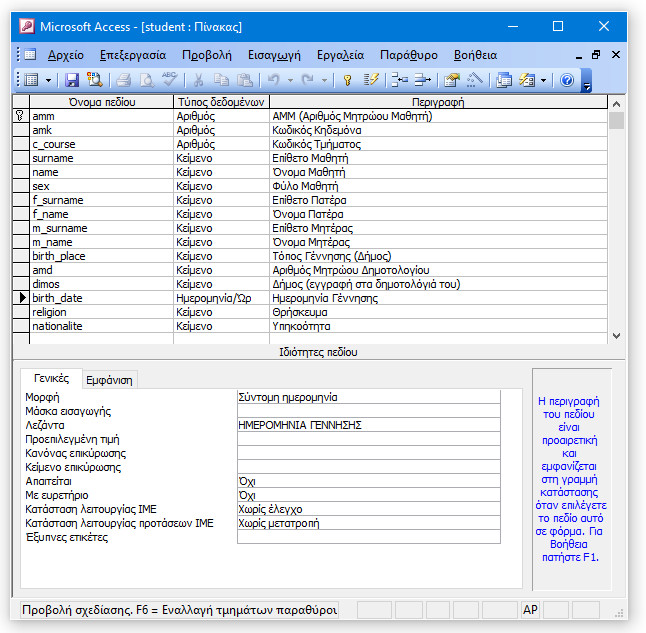 Microsoft Access - [student : Πίνακας]
Αρχείο Επεξεργασία Προβολή Εισαγωγή Εργαλεία Παράθυρο Βοήθεια
Όνομα πεδίου Τύπος δεδομένων Περιγραφή
amm Αριθμός ΑΜΜ (Αριθμός Μητρώου Μαθητή)
amk Αριθμός Κωδικός Κηδεμόνα
c_course Αριθμός Κωδικός Τμήματος
surname Κείμενο Επίθετο Μαθητή
name Κείμενο Όνομα Μαθητή
sex Κείμενο Φύλο Μαθητή
f_surname Κείμενο Επίθετο Πατέρα
f_name Κείμενο Όνομα Πατέρα
m_surname Κείμενο Επίθετο Μητέρας
m_name Κείμενο Όνομα Μητέρας
birth_place Κείμενο Τόπος Γέννησης (Δήμος)
amd Κείμενο Αριθμός Μητρώου Δημοτολογίου
dimos Κείμενο Δήμος (εγγραφή στα δημοτολόγιά του)
birth_date Ημερομηνία/Ώρ Ημερομηνία Γέννησης
religion Κείμενο Θρήσκευμα
nationalite Κείμενο Υπηκοότητα
Ιδιότητες πεδίου
Γενικές Εμφάνιση
Μορφή Σύντομη ημερομηνία
Μάσκα εισαγωγής
Λεζάντα ΗΜΕΡΟΜΗΝΙΑ ΓΕΝΝΗΣΗΣ
Προεπιλεγμένη τιμή
Κανόνας επικύρωσης
Κείμενο επικύρωσης
Απαιτείται Όχι
Με ευρετήριο Όχι
Κατάσταση λειτουργίας IME Χωρίς έλεγχο
Κατάσταση λειτουργίας προτάσεων IME Χωρίς μετατροπή
Έξυπνες ετικέτες
Η περιγραφή
του πεδίου
είναι
προαιρετική
και
εμφανίζεται
στη γραμμή
κατάστασης
όταν επιλέγετε
το πεδίο αυτό
σε φόρμα. Για
Βοήθεια
πατήστε F1.
Προβολή σχεδίασης. F6 = Εναλλαγή τμημάτων παραθύρου ΑΡ